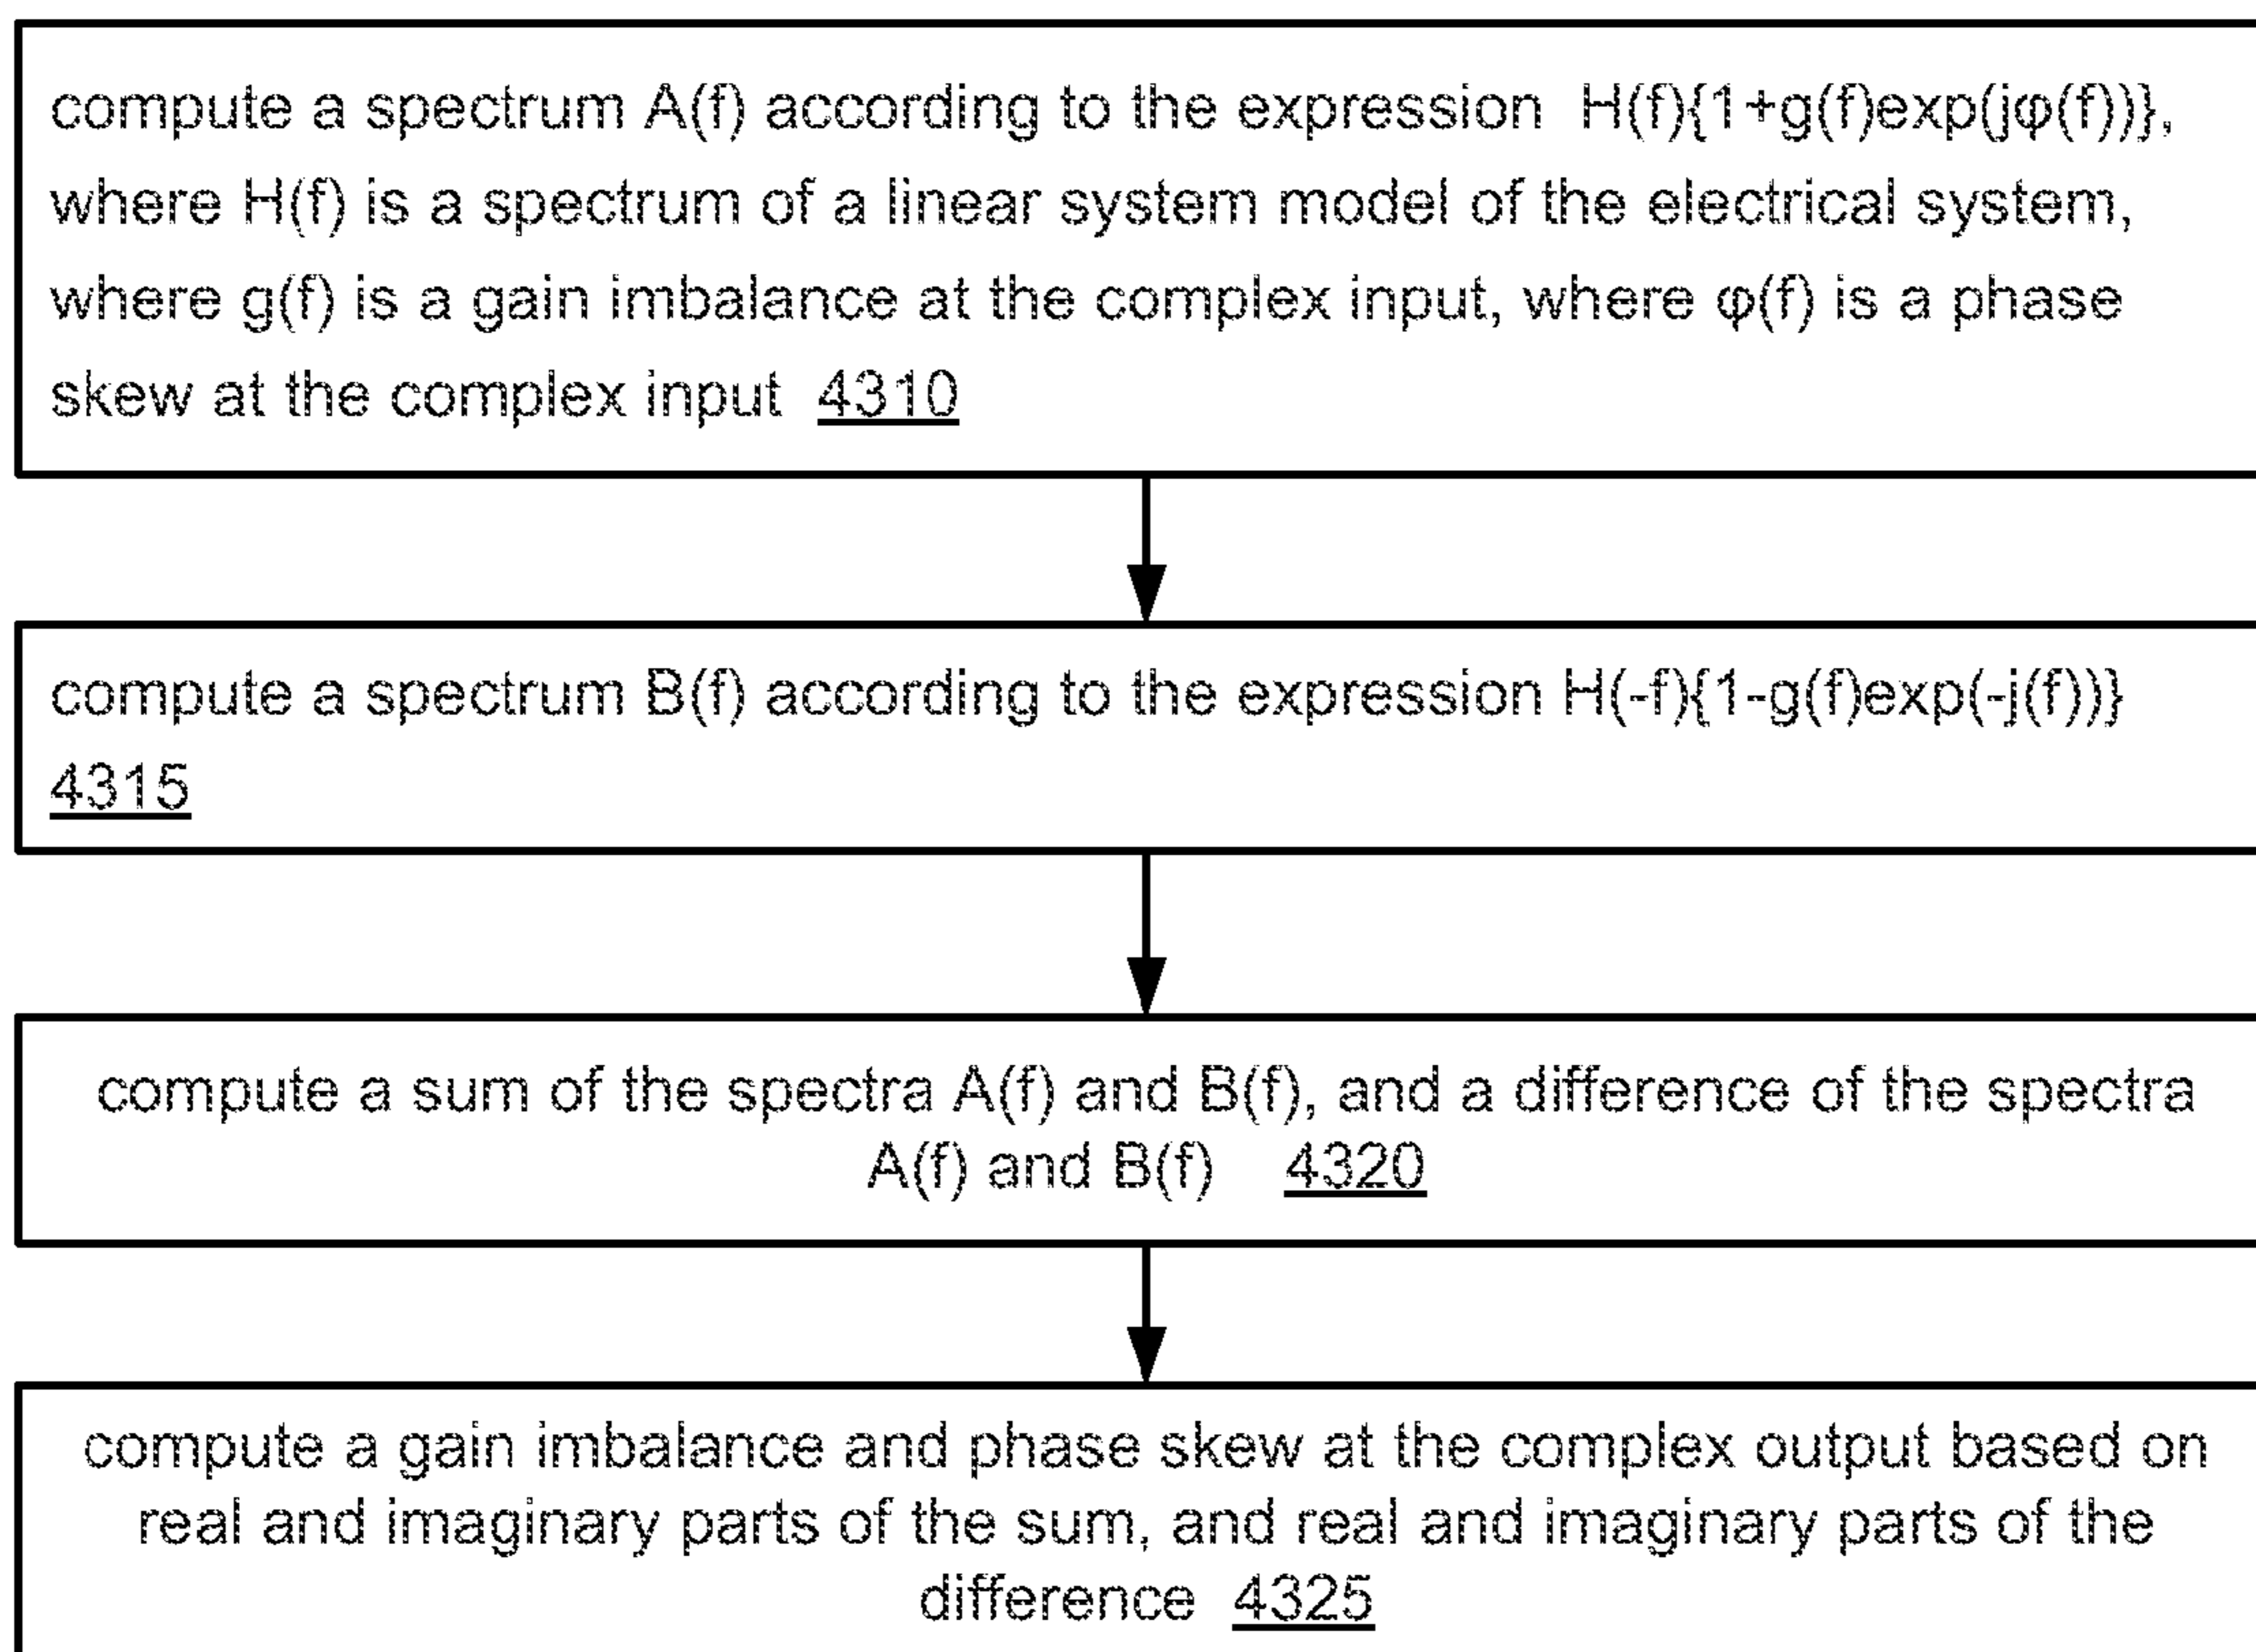 compute a spectrum A(f) according to the expression H(f){1+g(f)exp(jφ(f))},
where H(f) is a spectrum of a linear system model of the electrical system,
where g(f) is a gain imbalance at the complex input, where φ(f) is a phase
skew at the complex input 4310
compute a spectrum B(f) according to the expression H(-f){1-g(f)exp(-j(f))}
4315
compute a sum of the spectra A(f) and B(f), and a difference of the spectra
A(f) and B(f) 4320
compute a gain imbalance and phase skew at the complex output based on
real and imaginary parts of the sum, and real and imaginary parts of the
difference 4325